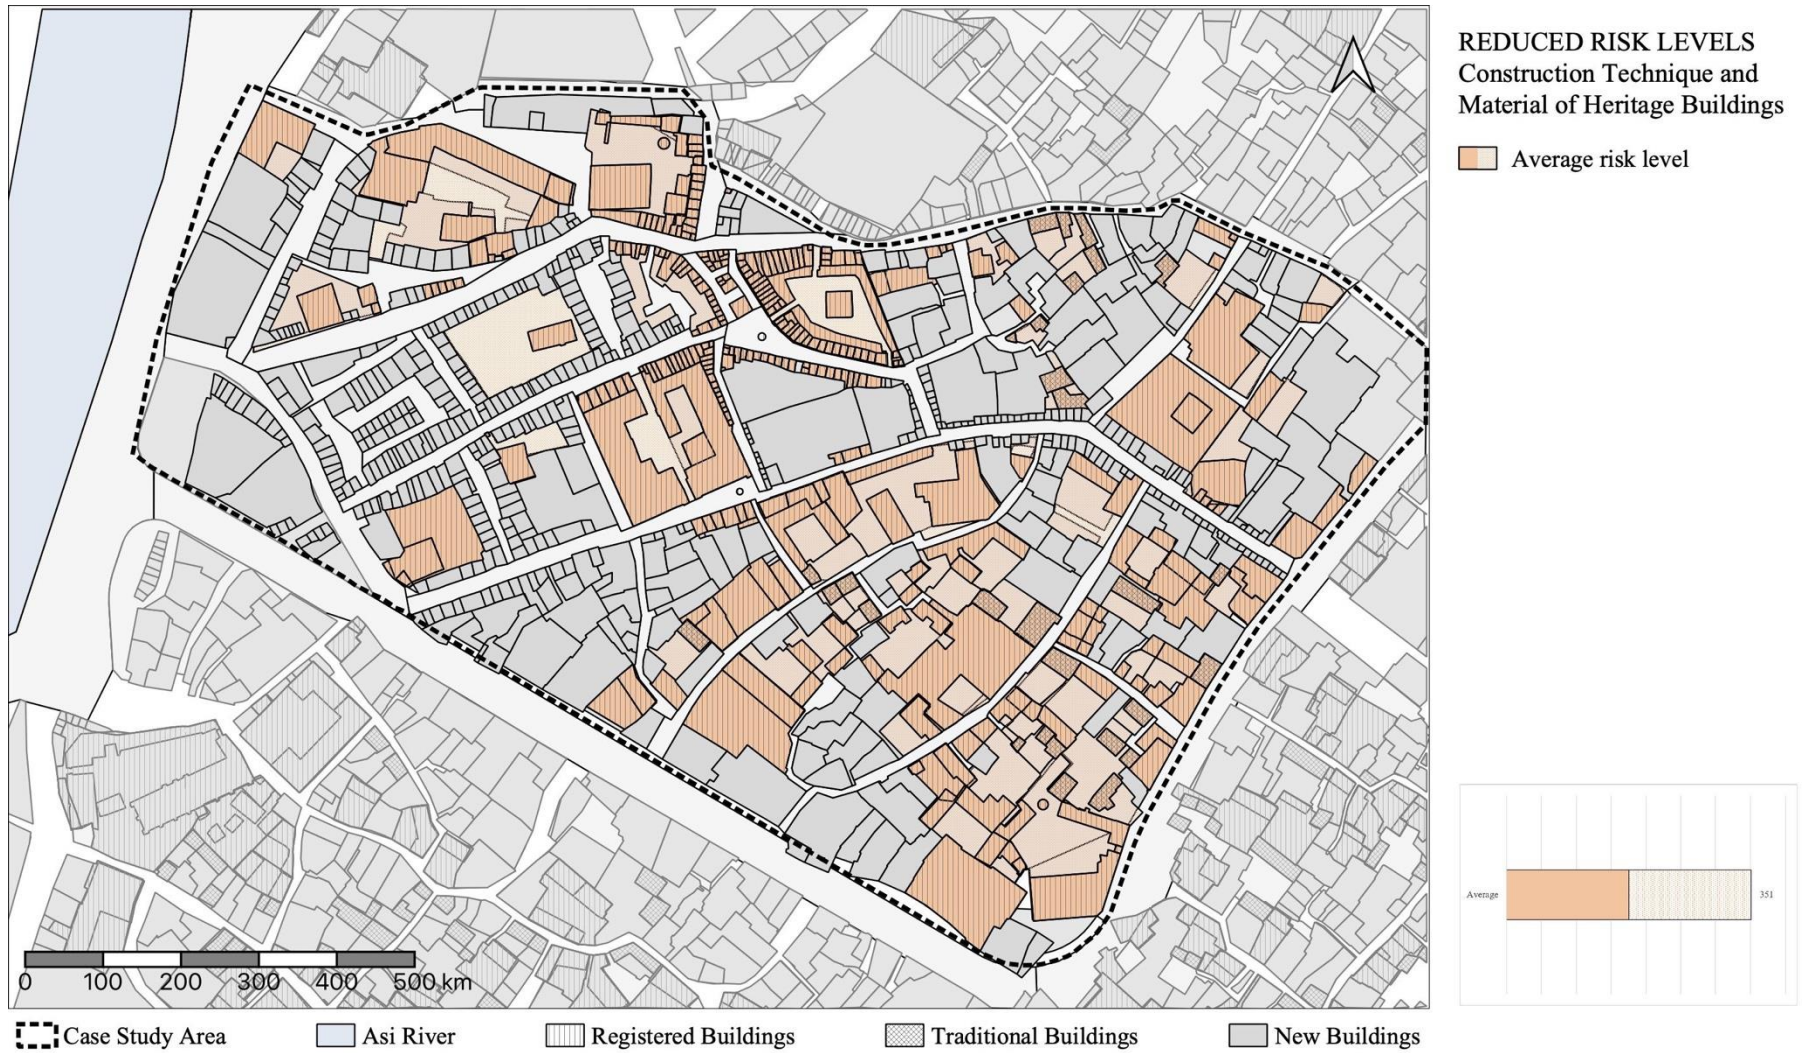 REDUCED RISK LEVELS
Construction Technique and
Material of Heritage Buildings
Average risk level
Average 351
0 100 200 300 400 500 km
Case Study Area Asi River Registered Buildings Traditional Buildings New Buildings